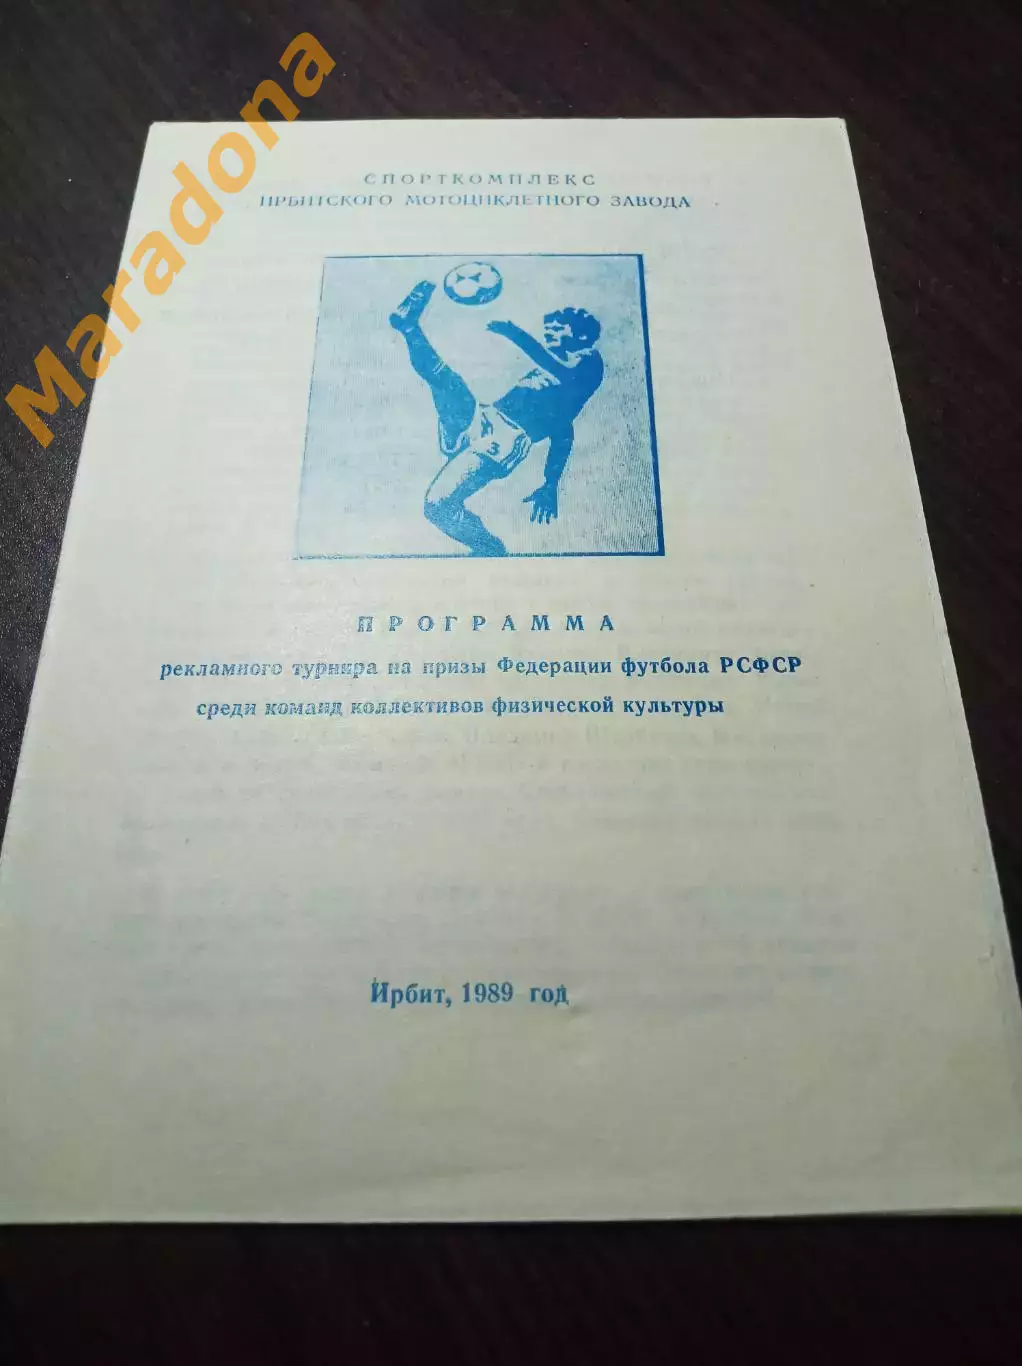 Maradona
СПОРТКОМПЛЕКС
ИРБИТСКОГО МОТОЦИКЛЕТНОГО ЗАВОДА
3
ПРОГРАММА
рекламного турнира на призы Федерации футбола РСФСР
среди команд коллективов физической культуры
Ирбит, 1989 год